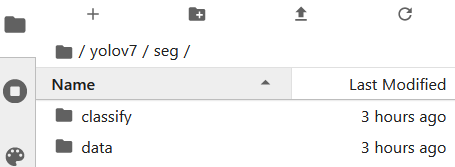 / yolov7 / seg /
Name Last Modified
classify 3 hours ago
data 3 hours ago